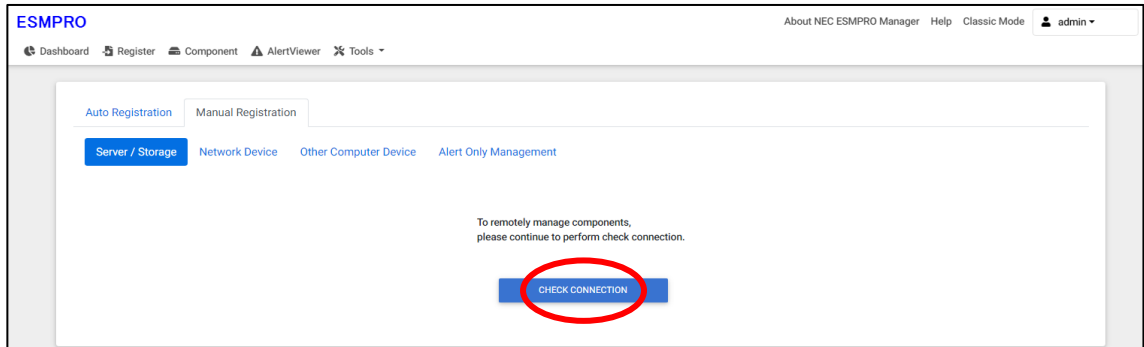 ESMPRO
About NEC ESMPRO Manager Help Classic Mode admin
Dashboard Register Component AlertViewer Tools
Auto Registration Manual Registration
Server / Storage Network Device Other Computer Device Alert Only Management
To remotely manage components,
please continue to perform check connection.
CHECK CONNECTION